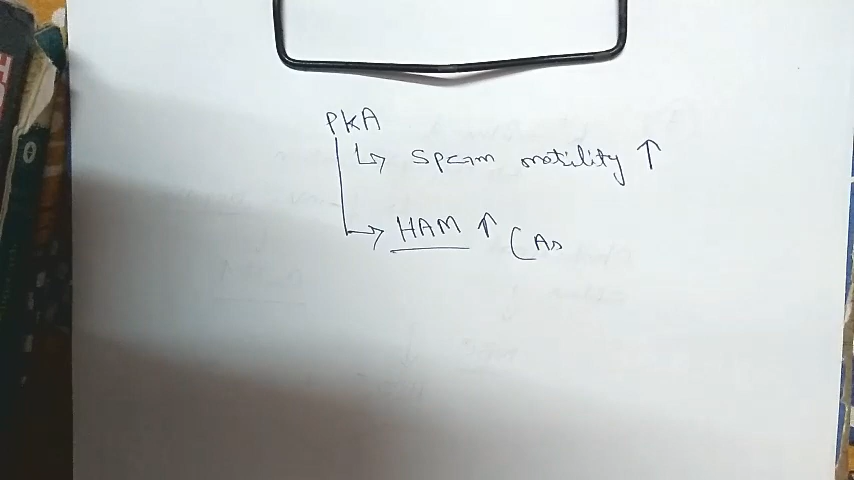 PKA
↳ Sperm motility ↑
→ HAM ↑ (As